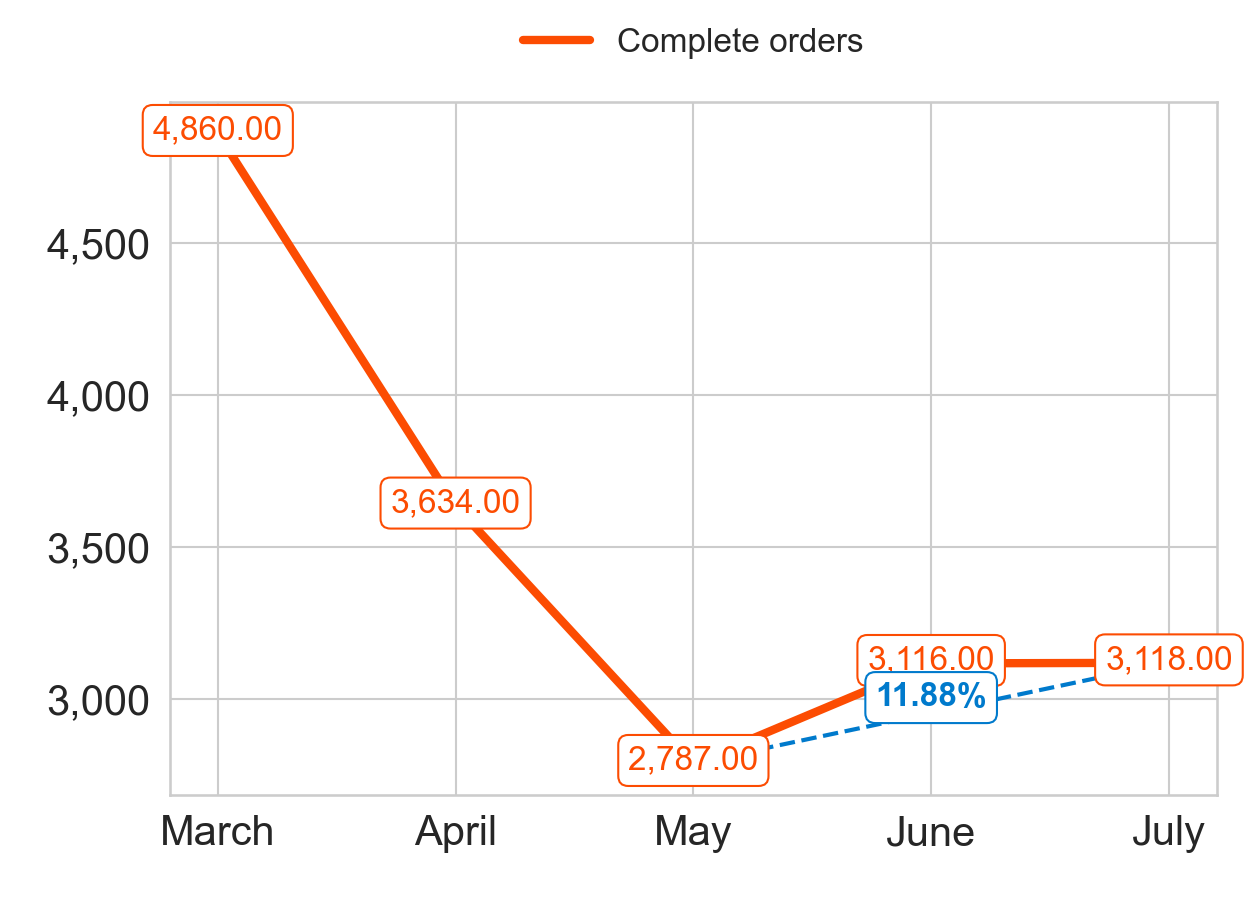 Complete orders
4,860.00
4,500
4,000
3,634.00
3,500
3,116.00
3,118.00
11.88%
3,000
2,787.00
March
April
May
June
July